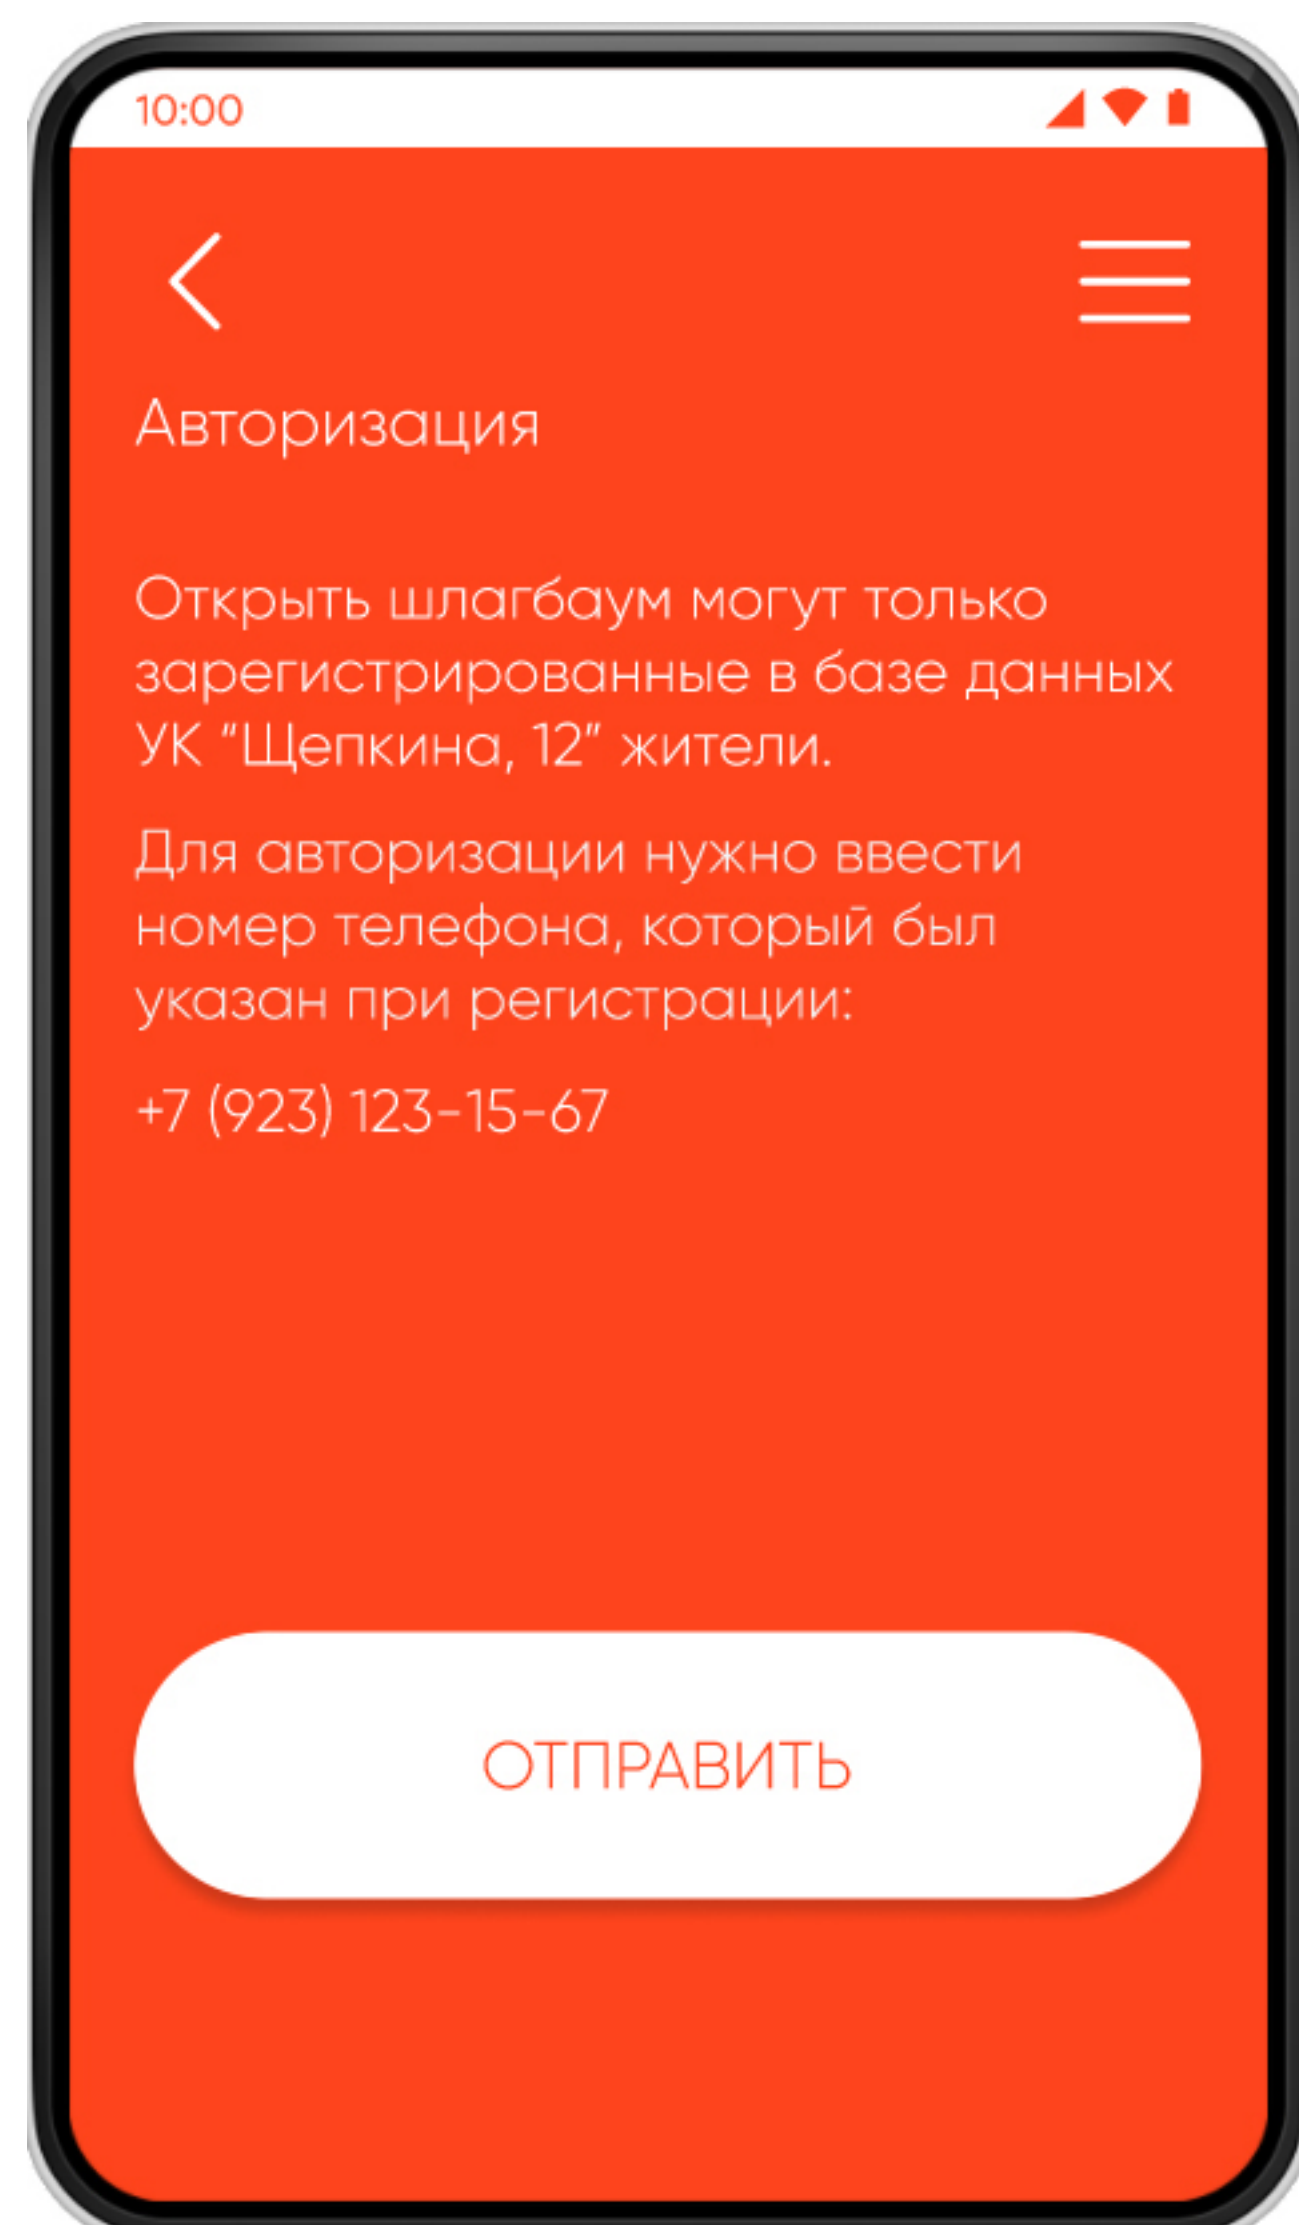 10:00
Авторизация
Открыть шлагбаум могут только
зарегистрированные в базе данных
УК “Щепкина, 12” жители.
Для авторизации нужно ввести
номер телефона, который был
указан при регистрации:
+7 (923) 123-15-67
ОТПРАВИТЬ